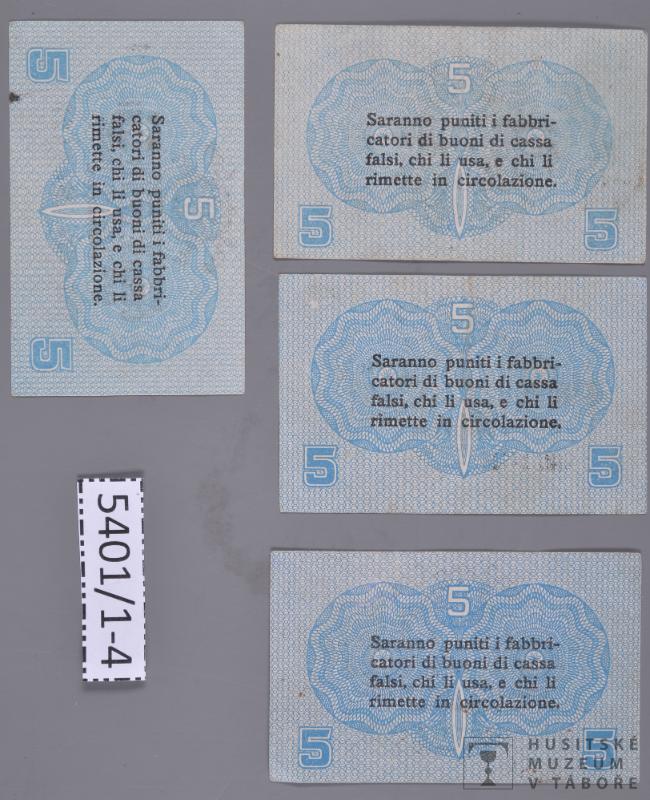 5
Saranno puniti i fabbri-
catori di buoni di cassa
falsi, chi li usa, e chi li
rimette in circolazione.
5
5
5
Saranno puniti i fabbri-
catori di buoni di cassa
falsi, chi li usa, e chi li
rimette in circolazione.
5
5
5
Saranno puniti i fabbri-
catori di buoni di cassa
falsi, chi li usa, e chi li
rimette in circolazione.
5
5
5401/1-4
5
Saranno puniti i fabbri-
catori di buoni di cassa
falsi, chi li usa, e chi li
rimette in circolazione.
5
5
HUSITSKÉ
MUZEUM
V TÁBOŘE